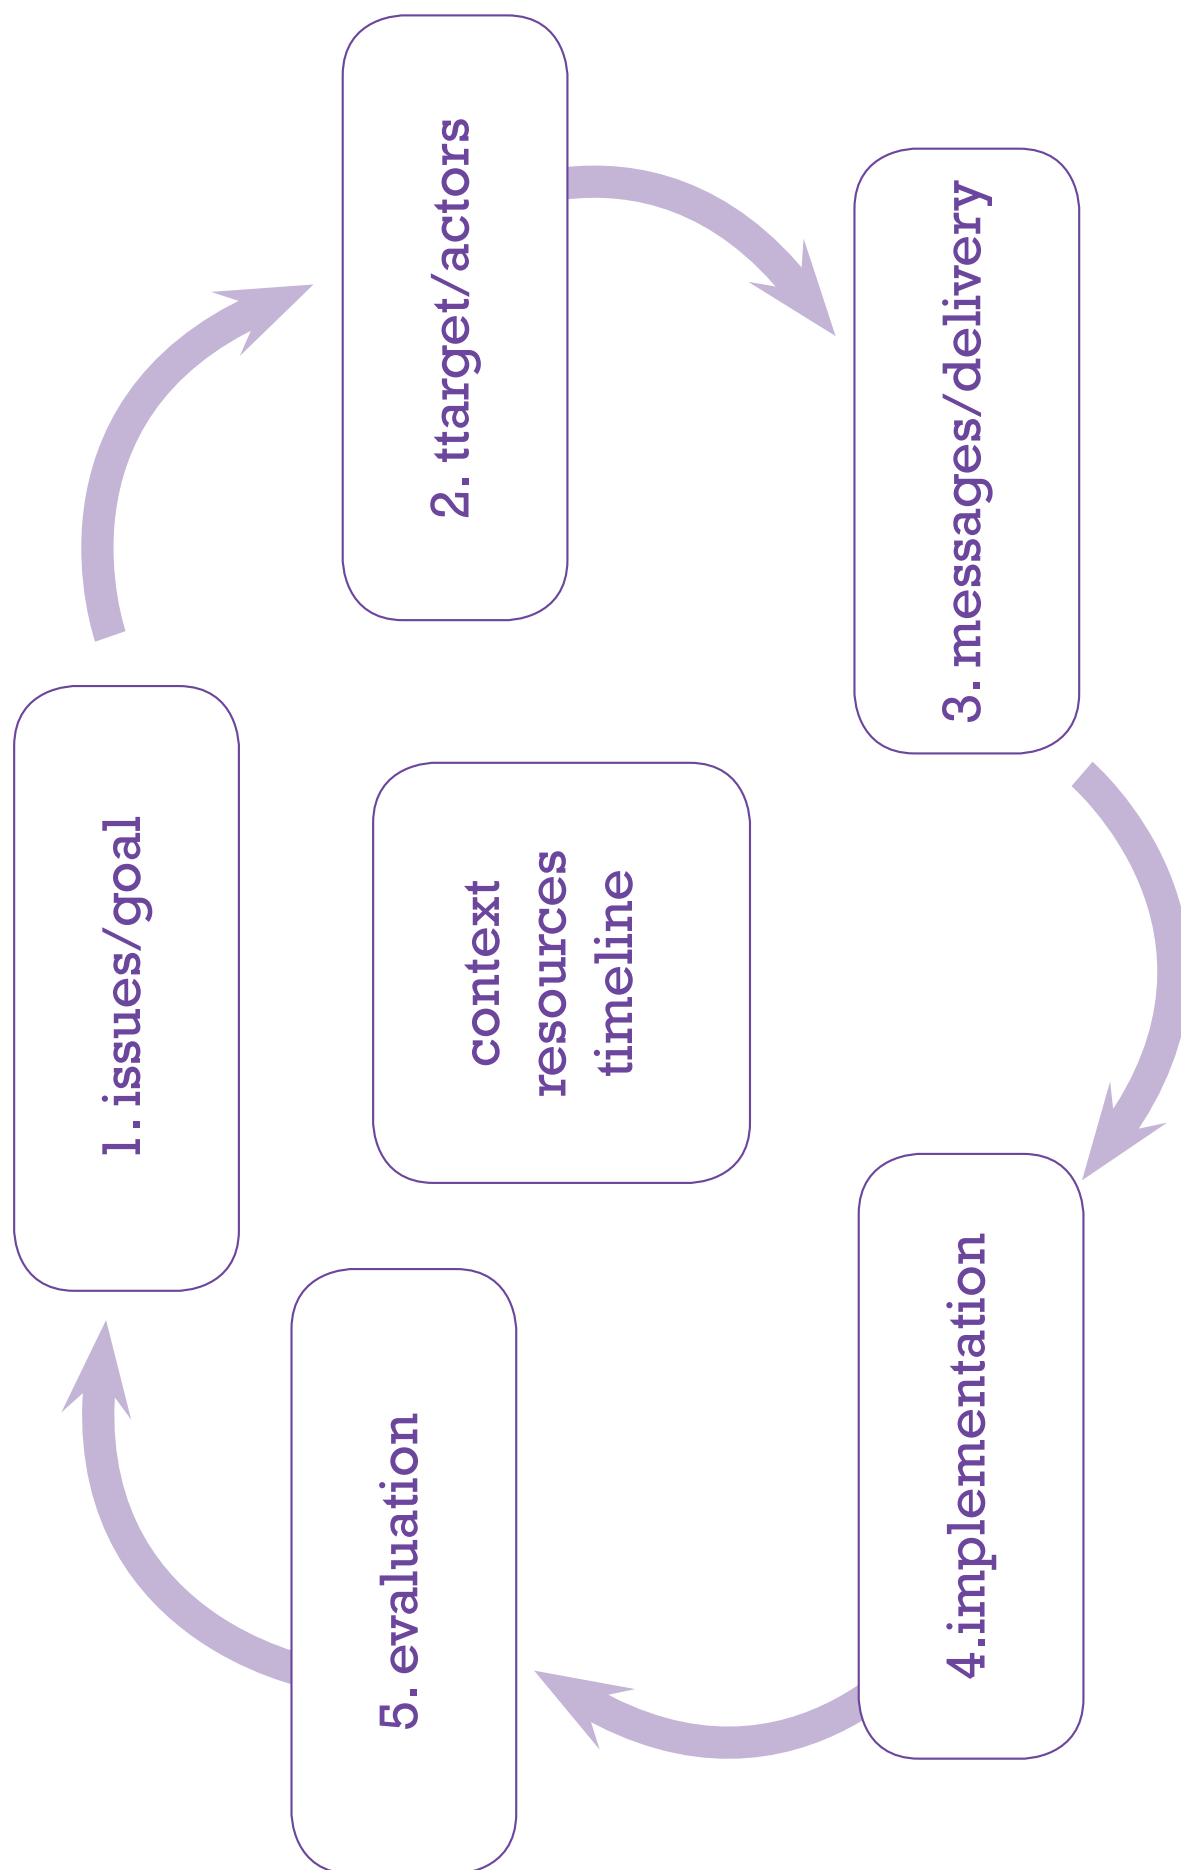 1. issues/goal
2. ttarget/actors
3. messages/delivery
4.implementation
5. evaluation
context
resources
timeline